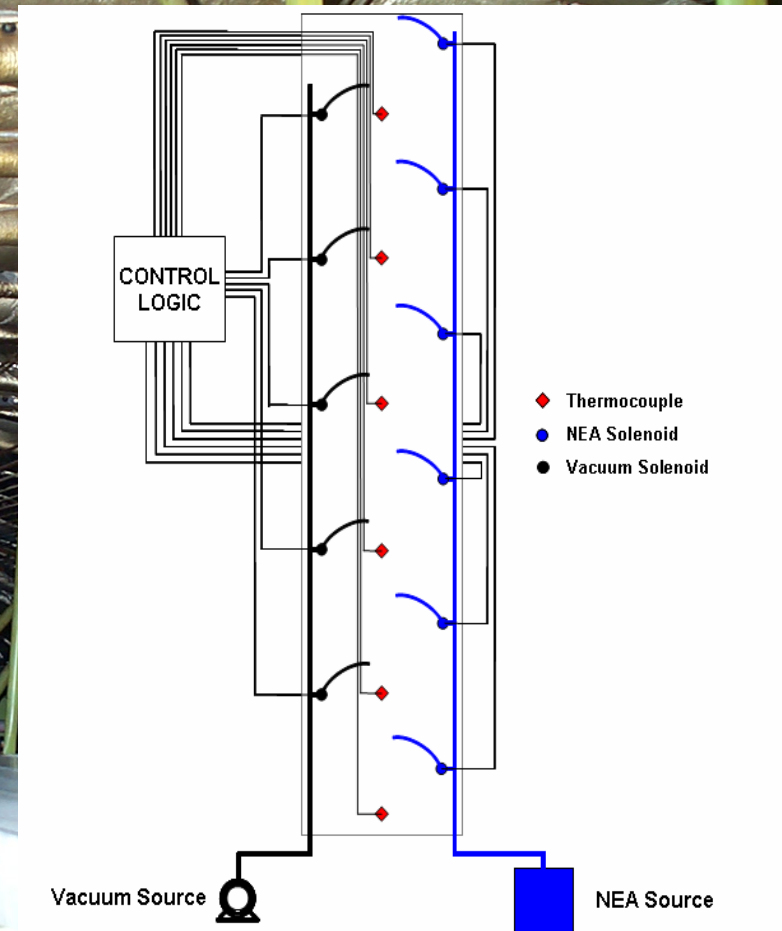 CONTROL
LOGIC
Thermocouple
NEA Solenoid
Vacuum Solenoid
Vacuum Source
NEA Source